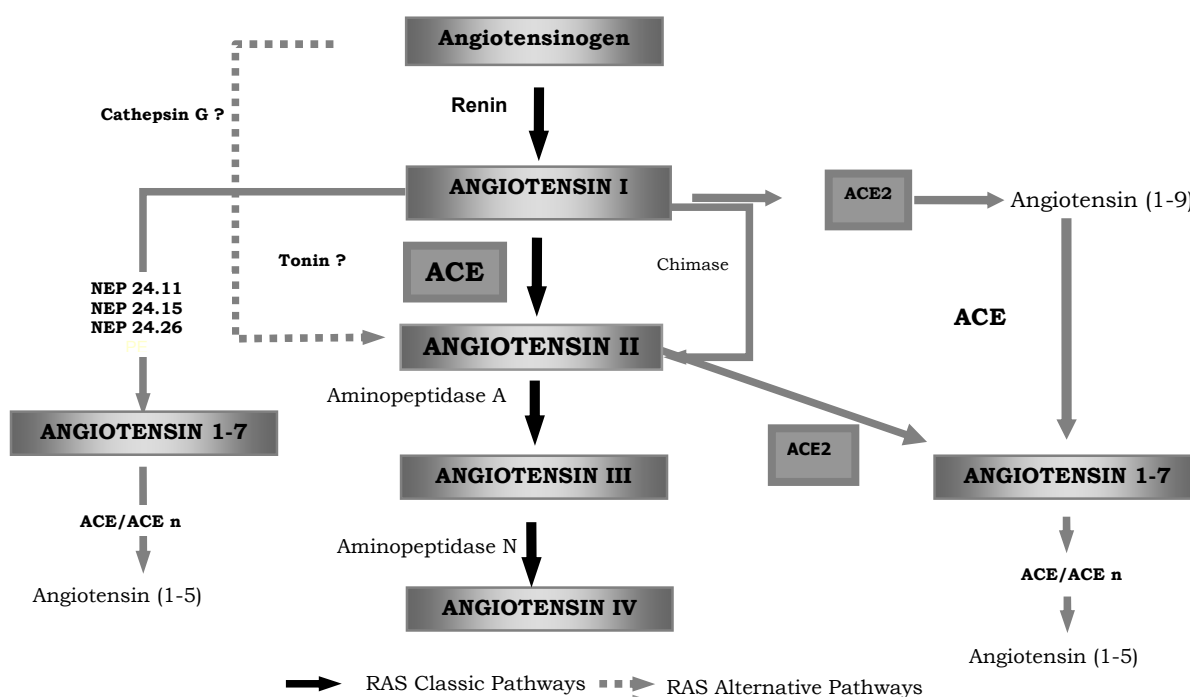 Angiotensinogen
Renin
Cathepsin G ?
ANGIOTENSIN I
ACE2
Angiotensin (1-9)
Tonin ?
ACE
Chimase
NEP 24.11
NEP 24.15
NEP 24.26
ACE
ANGIOTENSIN II
Aminopeptidase A
ANGIOTENSIN 1-7
ACE2
ANGIOTENSIN III
ANGIOTENSIN 1-7
ACE/ACE n
Aminopeptidase N
ACE/ACE n
Angiotensin (1-5)
ANGIOTENSIN IV
Angiotensin (1-5)
RAS Classic Pathways
RAS Alternative Pathways